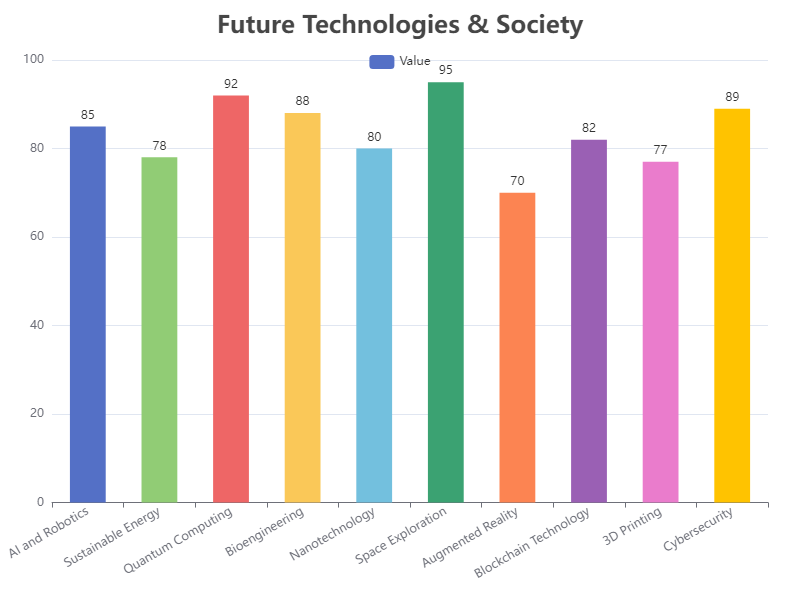 Future Technologies & Society
Value
100
80
60
40
20
0
85
78
92
88
80
95
70
82
77
89
AI and Robotics
Sustainable Energy
Quantum Computing
Bioengineering
Nanotechnology
Space Exploration
Augmented Reality
Blockchain Technology
3D Printing
Cybersecurity